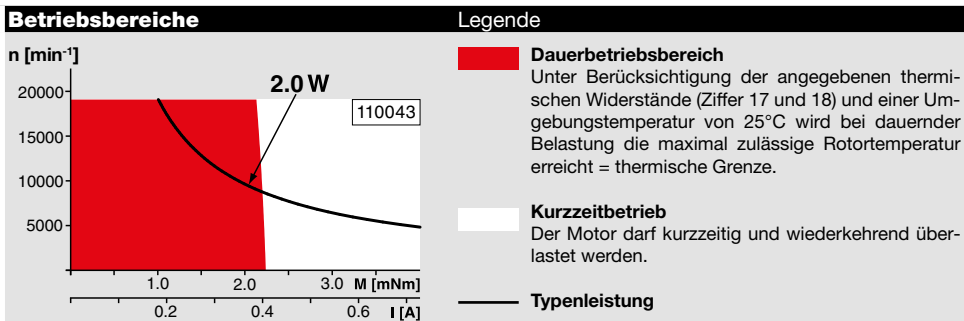 Betriebsbereiche
n [min-1]
20000
15000
10000
5000
2.0 W
110043
1.0
2.0
3.0
M [mNm]
0.2
0.4
0.6
I [A]
Legende
Dauerbetriebsbereich
Unter Berücksichtigung der angegebenen thermi-
schen Widerstände (Ziffer 17 und 18) und einer Um-
gebungstemperatur von 25°C wird bei dauernder
Belastung die maximal zulässige Rotortemperatur
erreicht = thermische Grenze.
Kurzzeitbetrieb
Der Motor darf kurzzeitig und wiederkehrend über-
lastet werden.
Typenleistung